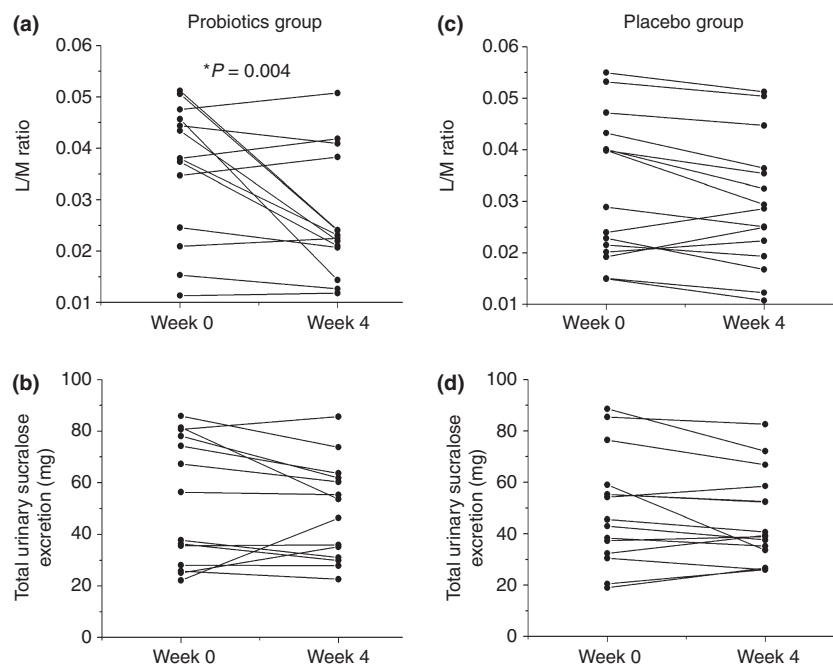 (a)
Probiotics group
*P = 0.004
L/M ratio
0.06
0.05
0.04
0.03
0.02
0.01
Week 0
Week 4
(c)
Placebo group
L/M ratio
0.06
0.05
0.04
0.03
0.02
0.01
Week 0
Week 4
(b)
Total urinary sucralose
excretion (mg)
100
80
60
40
20
0
Week 0
Week 4
(d)
Total urinary sucralose
excretion (mg)
100
80
60
40
20
0
Week 0
Week 4